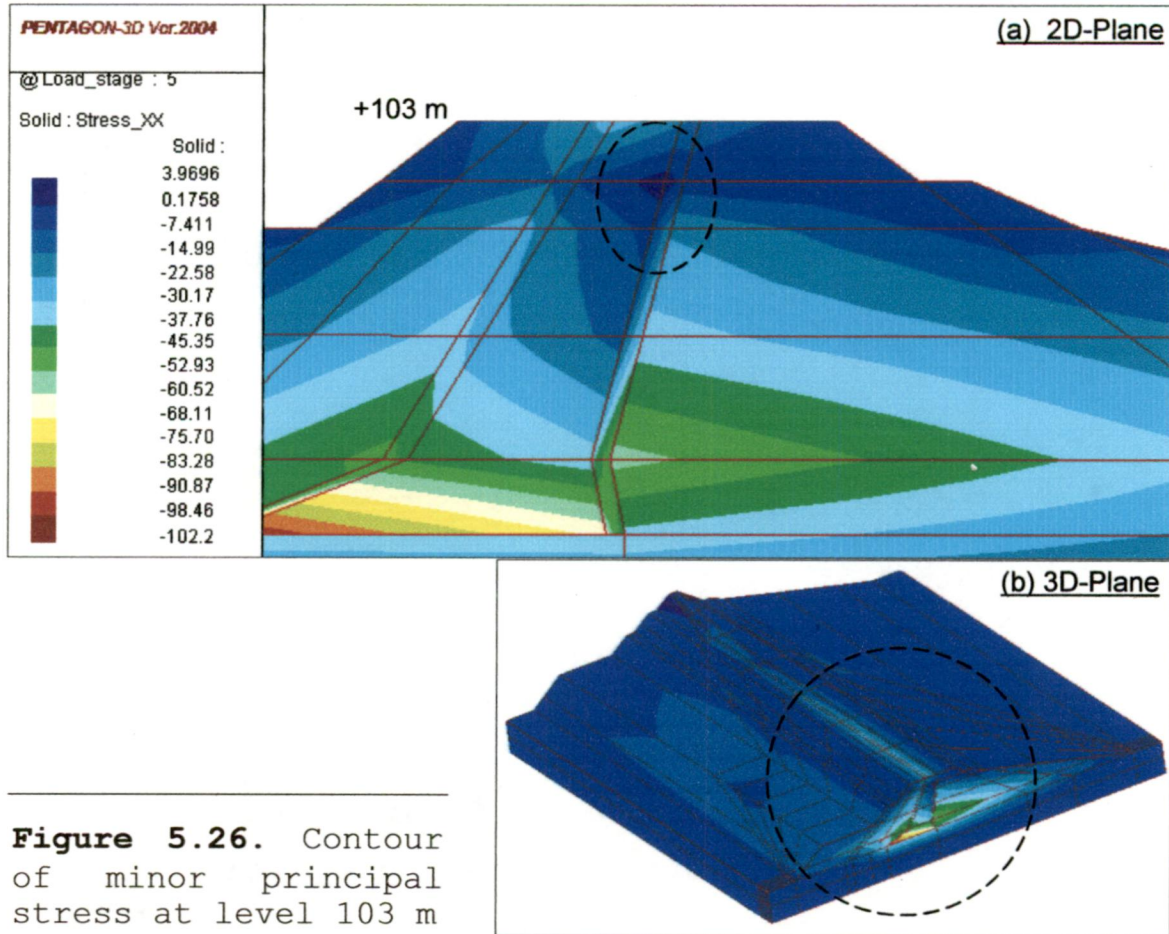 PENTAGON-3D Ver.2004
@Load_stage : 5
Solid : Stress_XX
Solid :
3.9696
0.1758
-7.411
-14.99
-22.58
-30.17
-37.76
-45.35
-52.93
-60.52
-68.11
-75.70
-83.28
-90.87
-98.46
-102.2
(a) 2D-Plane
+103 m
(b) 3D-Plane
Figure 5.26. Contour
of minor principal
stress at level 103 m